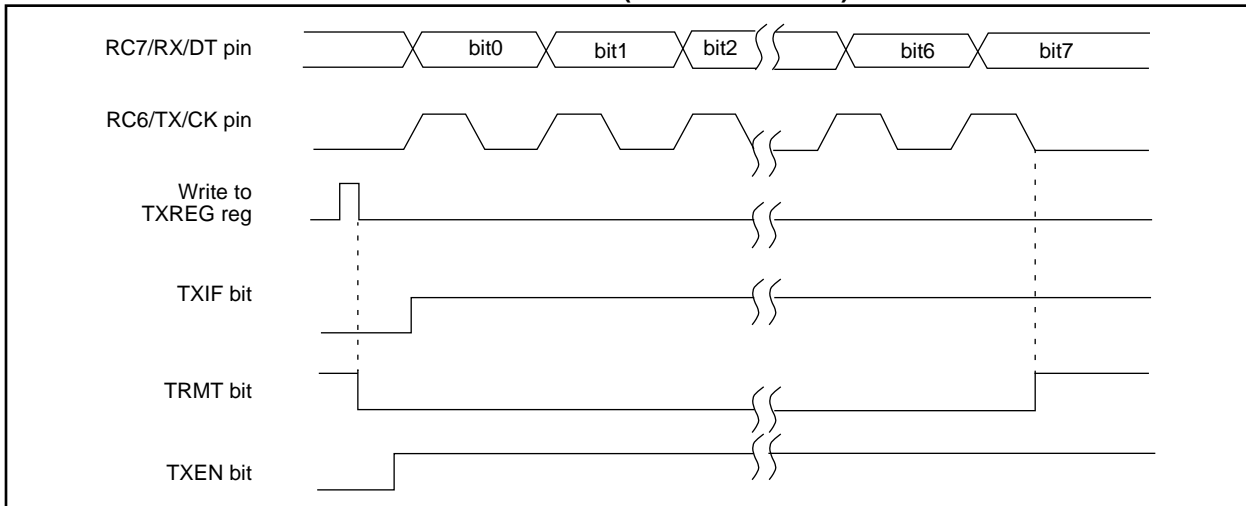 RC7/RX/DT pin
bit0 bit1 bit2 bit6 bit7
RC6/TX/CK pin
Write to
TXREG reg
TXIF bit
TRMT bit
TXEN bit